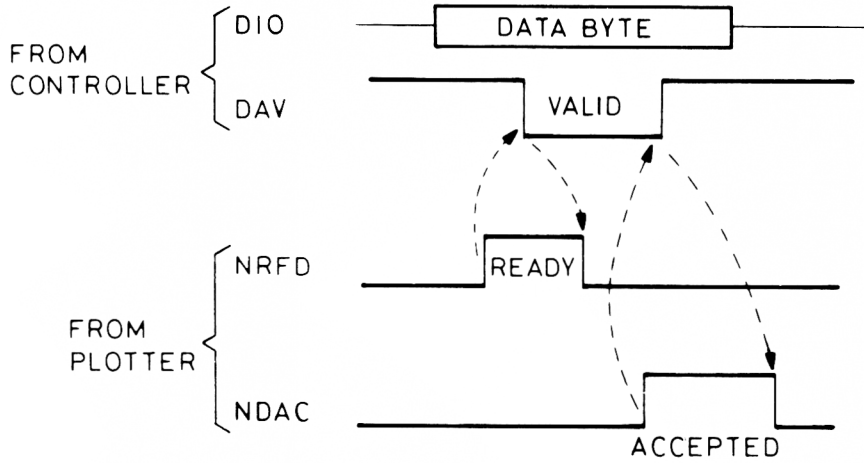 DIO
DATA BYTE
FROM
CONTROLLER
DAV
VALID
NRFD
READY
FROM
PLOTTER
NDAC
ACCEPTED